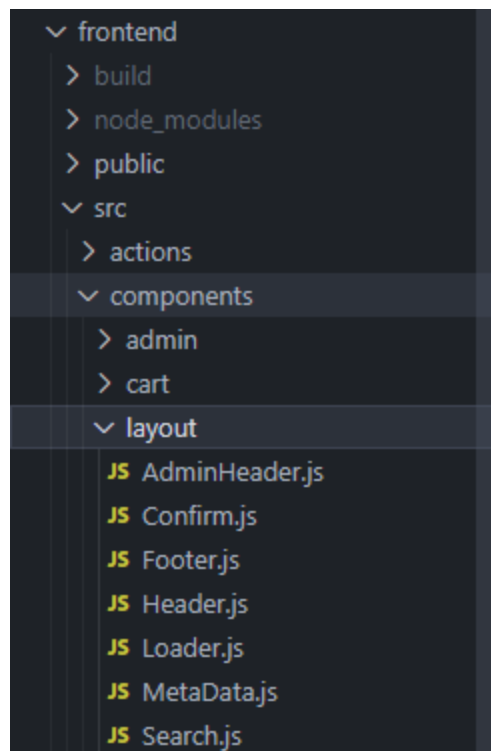 frontend
build
node_modules
public
src
actions
components
admin
cart
layout
JS AdminHeader.js
JS Confirm.js
JS Footer.js
JS Header.js
JS Loader.js
JS MetaData.js
JS Search.js